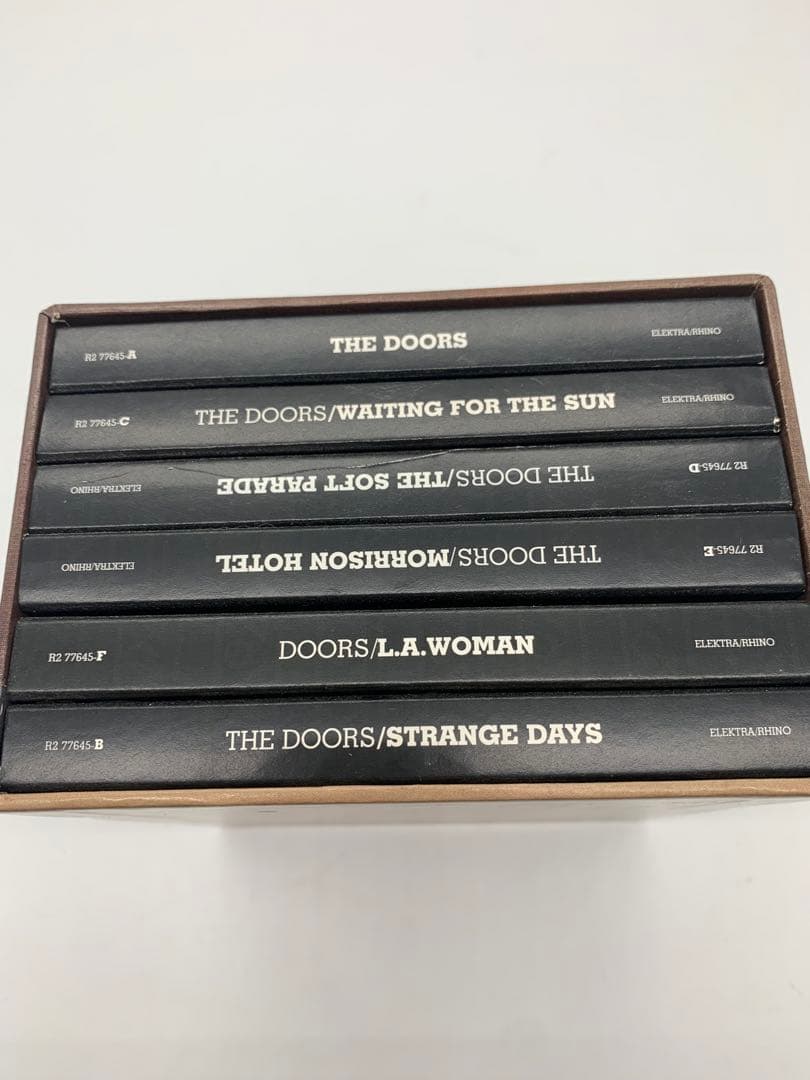 R2 77645-A THE DOORS ELEKTRA/RHINO
R2 77645-C THE DOORS/WAITING FOR THE SUN ELEKTRA/RHINO
R2 77645-D THE DOORS/THE SOFT PARADE ELEKTRA/RHINO
R2 77645-E THE DOORS/MORRISON HOTEL ELEKTRA/RHINO
R2 77645-F DOORS/L.A.WOMAN ELEKTRA/RHINO
R2 77645-B THE DOORS/STRANGE DAYS ELEKTRA/RHINO